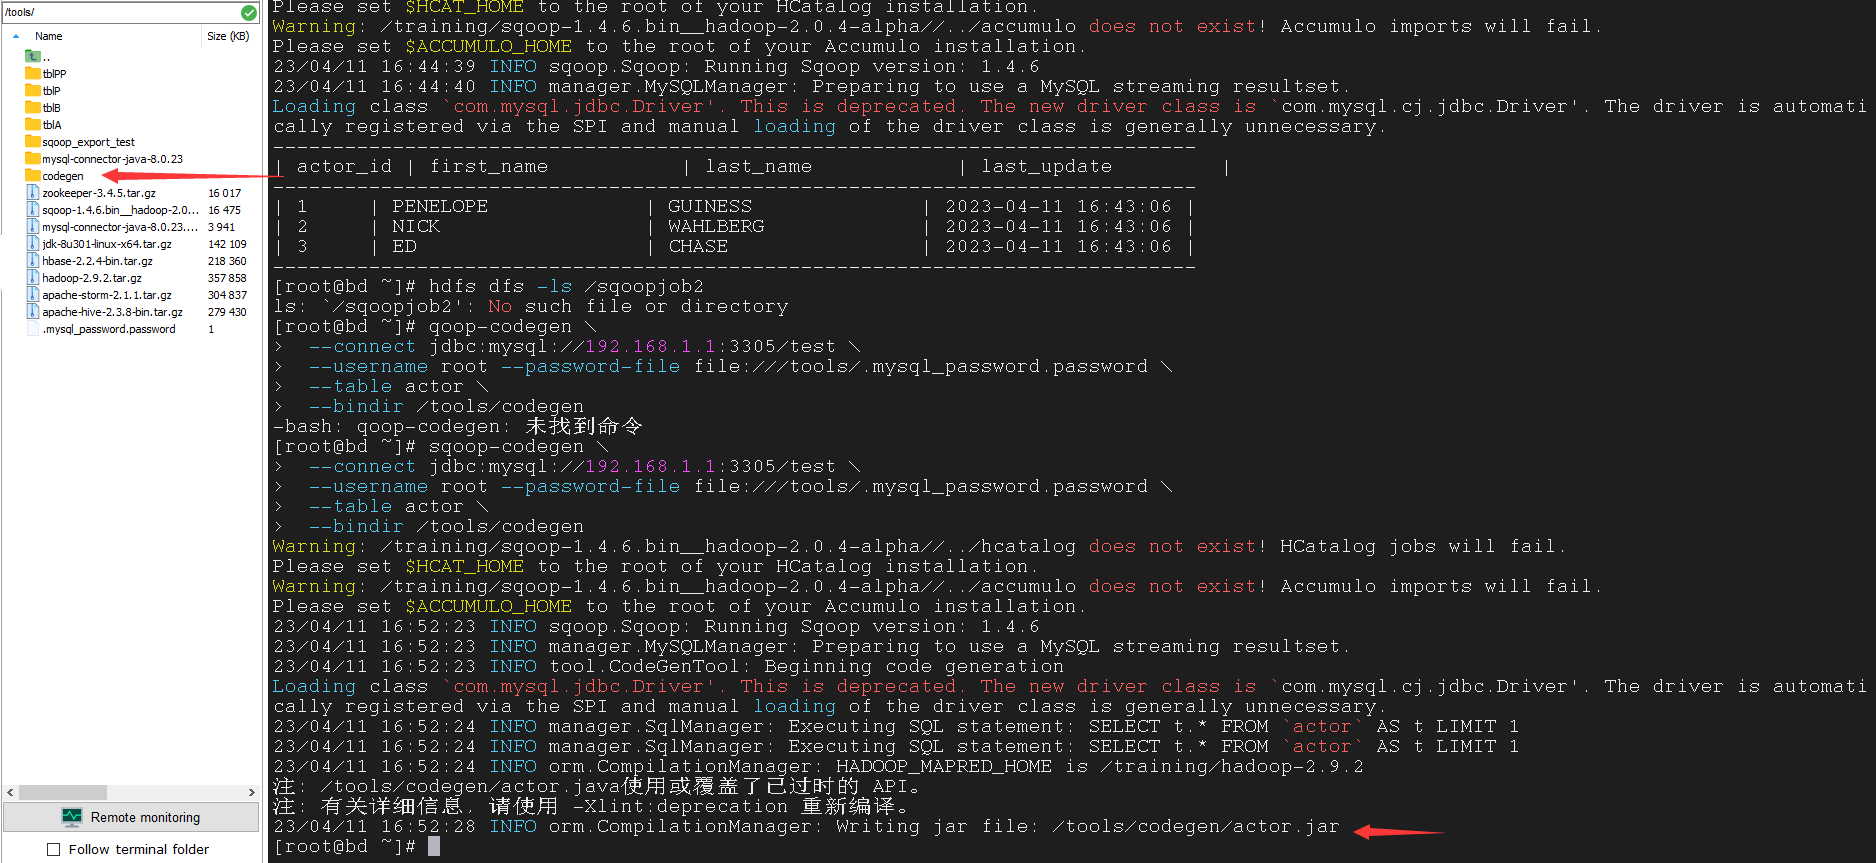 /tools/
Name Size (KB)
..
tblPP
tblP
tblB
tblA
sqoop_export_test
mysql-connector-java-8.0.23
codegen
zookeeper-3.4.5.tar.gz 16 017
sqoop-1.4.6.bin__hadoop-2.0... 16 475
mysql-connector-java-8.0.23.... 3 941
jdk-8u301-linux-x64.tar.gz 142 109
hbase-2.2.4-bin.tar.gz 218 360
hadoop-2.9.2.tar.gz 357 858
apache-storm-2.1.1.tar.gz 304 837
apache-hive-2.3.8-bin.tar.gz 279 430
.mysql_password.password 1
Remote monitoring
Follow terminal folder
Please set $HCAT_HOME to the root of your HCatalog installation.
Warning: /training/sqoop-1.4.6.bin__hadoop-2.0.4-alpha//../accumulo does not exist! Accumulo imports will fail.
Please set $ACCUMULO_HOME to the root of your Accumulo installation.
23/04/11 16:44:39 INFO sqoop.Sqoop: Running Sqoop version: 1.4.6
23/04/11 16:44:40 INFO manager.MySQLManager: Preparing to use a MySQL streaming resultset.
Loading class `com.mysql.jdbc.Driver'. This is deprecated. The new driver class is `com.mysql.cj.jdbc.Driver'. The driver is automati
cally registered via the SPI and manual loading of the driver class is generally unnecessary.
-----------------------------------------------------------------------------
| actor_id | first_name | last_name | last_update |
-----------------------------------------------------------------------------
| 1 | PENELOPE | GUINESS | 2023-04-11 16:43:06 |
| 2 | NICK | WAHLBERG | 2023-04-11 16:43:06 |
| 3 | ED | CHASE | 2023-04-11 16:43:06 |
-----------------------------------------------------------------------------
[root@bd ~]# hdfs dfs -ls /sqoopjob2
ls: `/sqoopjob2': No such file or directory
[root@bd ~]# qoop-codegen \
> --connect jdbc:mysql://192.168.1.1:3305/test \
> --username root --password-file file:///tools/.mysql_password.password \
> --table actor \
> --bindir /tools/codegen
-bash: qoop-codegen: 未找到命令
[root@bd ~]# sqoop-codegen \
> --connect jdbc:mysql://192.168.1.1:3305/test \
> --username root --password-file file:///tools/.mysql_password.password \
> --table actor \
> --bindir /tools/codegen
Warning: /training/sqoop-1.4.6.bin__hadoop-2.0.4-alpha//../hcatalog does not exist! HCatalog jobs will fail.
Please set $HCAT_HOME to the root of your HCatalog installation.
Warning: /training/sqoop-1.4.6.bin__hadoop-2.0.4-alpha//../accumulo does not exist! Accumulo imports will fail.
Please set $ACCUMULO_HOME to the root of your Accumulo installation.
23/04/11 16:52:23 INFO sqoop.Sqoop: Running Sqoop version: 1.4.6
23/04/11 16:52:23 INFO manager.MySQLManager: Preparing to use a MySQL streaming resultset.
23/04/11 16:52:23 INFO tool.CodeGenTool: Beginning code generation
Loading class `com.mysql.jdbc.Driver'. This is deprecated. The new driver class is `com.mysql.cj.jdbc.Driver'. The driver is automati
cally registered via the SPI and manual loading of the driver class is generally unnecessary.
23/04/11 16:52:24 INFO manager.SqlManager: Executing SQL statement: SELECT t.* FROM `actor` AS t LIMIT 1
23/04/11 16:52:24 INFO manager.SqlManager: Executing SQL statement: SELECT t.* FROM `actor` AS t LIMIT 1
23/04/11 16:52:24 INFO orm.CompilationManager: HADOOP_MAPRED_HOME is /training/hadoop-2.9.2
注: /tools/codegen/actor.java使用或覆盖了已过时的 API。
注: 有关详细信息, 请使用 -Xlint:deprecation 重新编译。
23/04/11 16:52:28 INFO orm.CompilationManager: Writing jar file: /tools/codegen/actor.jar
[root@bd ~]#